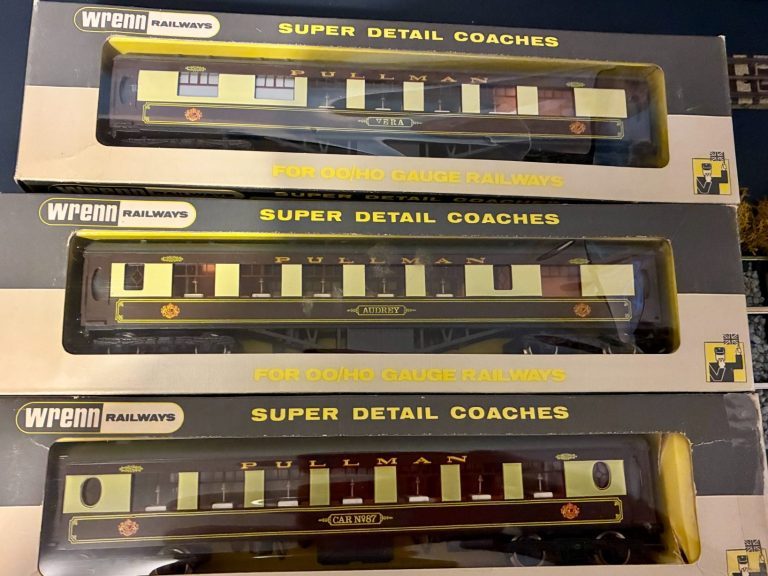 Wrenn RAILWAYS SUPER DETAIL COACHES
PULLMAN
VERA
FOR OO/HO GAUGE RAILWAYS
Wrenn RAILWAYS SUPER DETAIL COACHES
PULLMAN
AUDREY
FOR OO/HO GAUGE RAILWAYS
Wrenn RAILWAYS SUPER DETAIL COACHES
PULLMAN
CAR Nº87